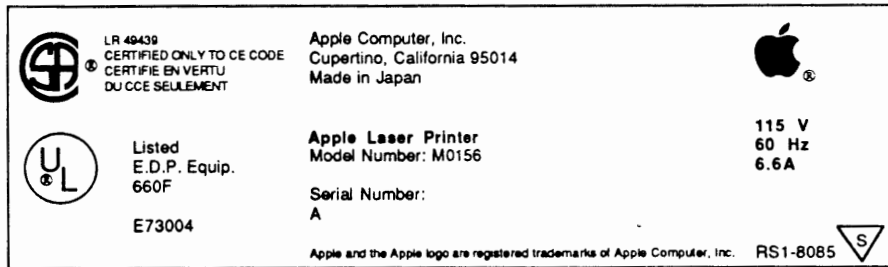 LR 49439
CERTIFIED ONLY TO CE CODE
CERTIFIE EN VERTU
DU CCE SEULEMENT
Apple Computer, Inc.
Cupertino, California 95014
Made in Japan
SA ®
®
UL ®
Listed
E.D.P. Equip.
660F
E73004
Apple Laser Printer
Model Number: M0156
Serial Number:
A
115 V
60 Hz
6.6A
Apple and the Apple logo are registered trademarks of Apple Computer, Inc.
RS1-8085
S